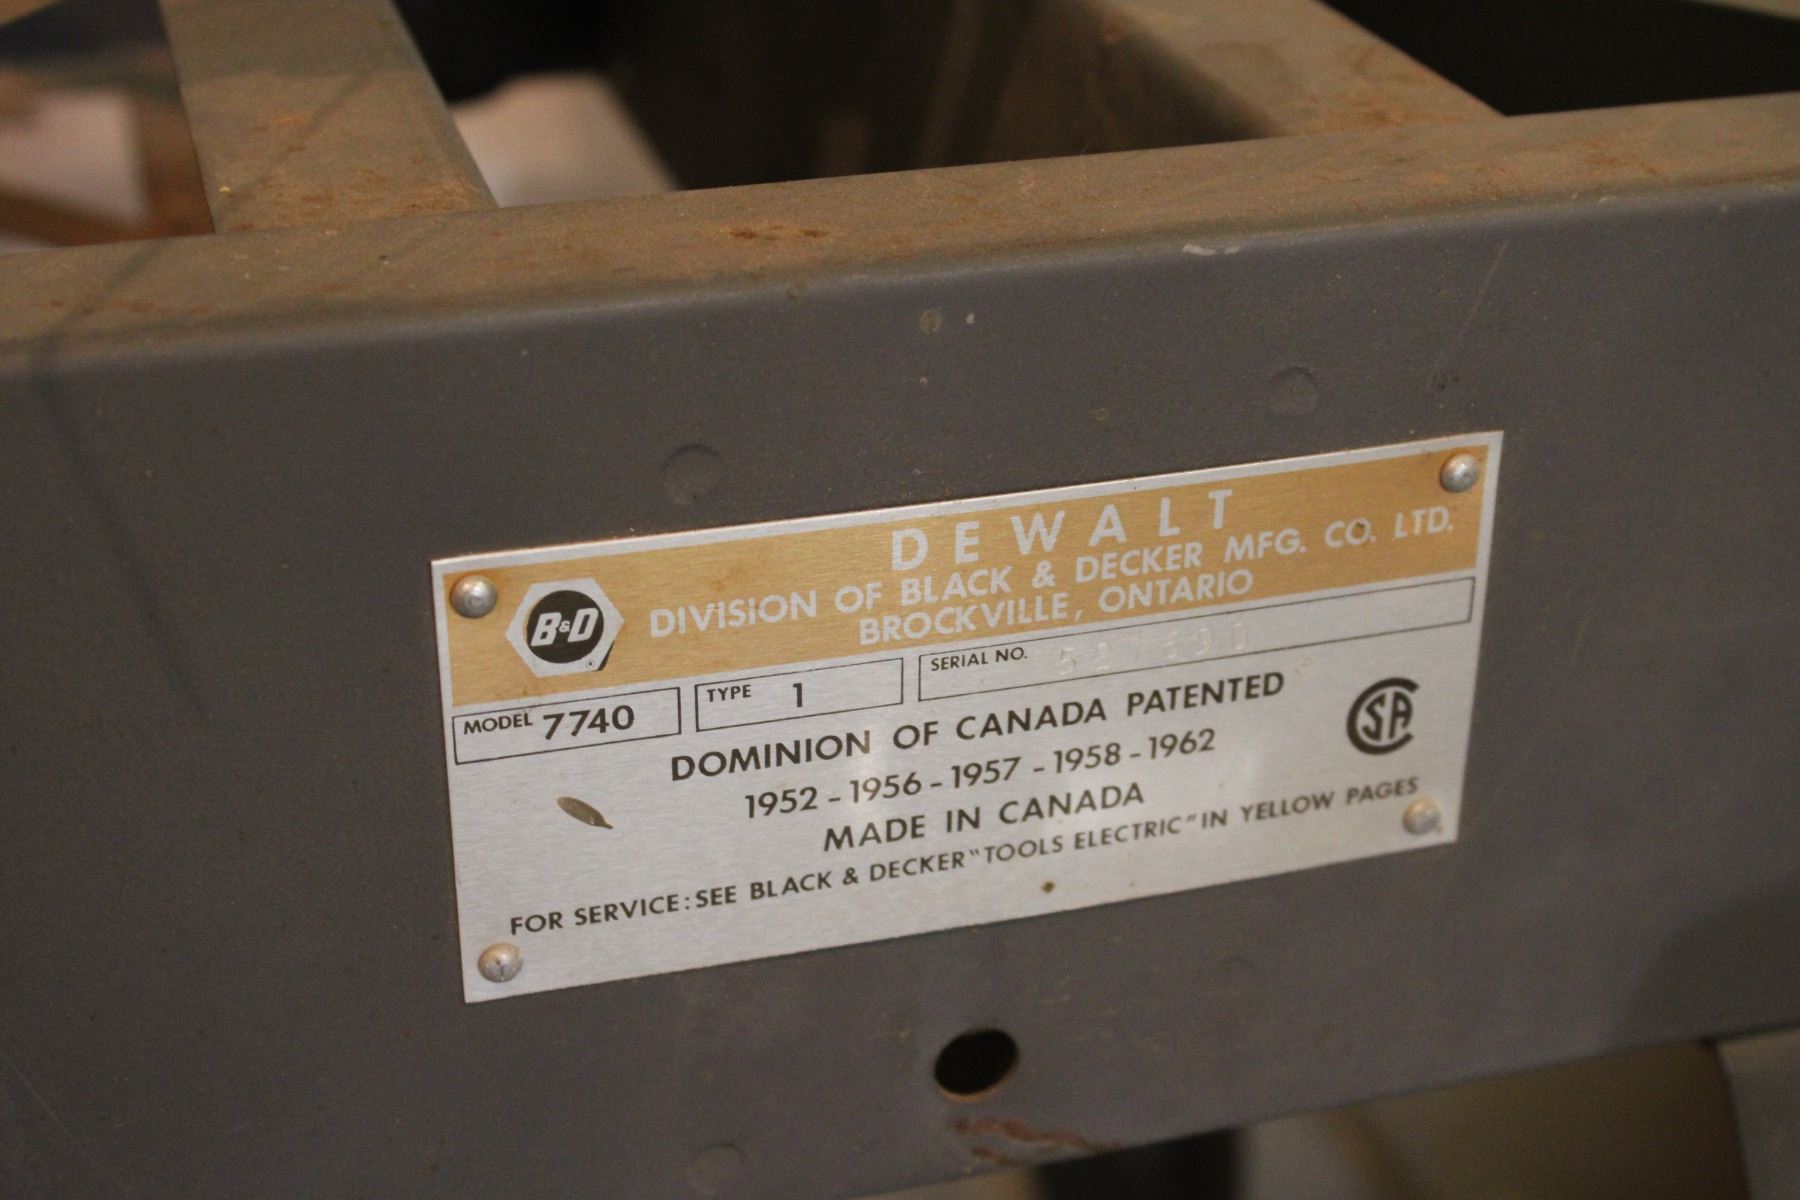 DEWALT
DIVISION OF BLACK & DECKER MFG. CO. LTD.
BROCKVILLE, ONTARIO
B&D ®
MODEL 7740
TYPE 1
SERIAL NO.
DOMINION OF CANADA PATENTED
1952-1956-1957-1958-1962
MADE IN CANADA
FOR SERVICE: SEE BLACK & DECKER "TOOLS ELECTRIC" IN YELLOW PAGES
SA